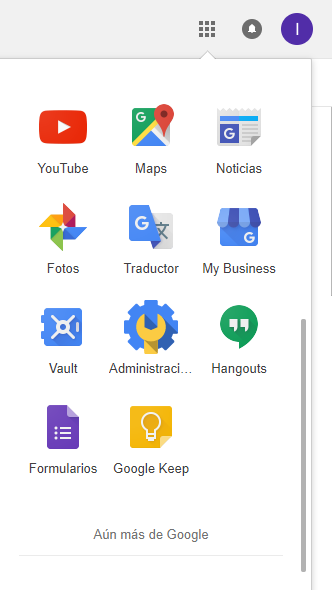 I
YouTube
Maps
Noticias
Fotos
Traductor
My Business
Vault
Administraci...
Hangouts
Formularios
Google Keep
Aún más de Google